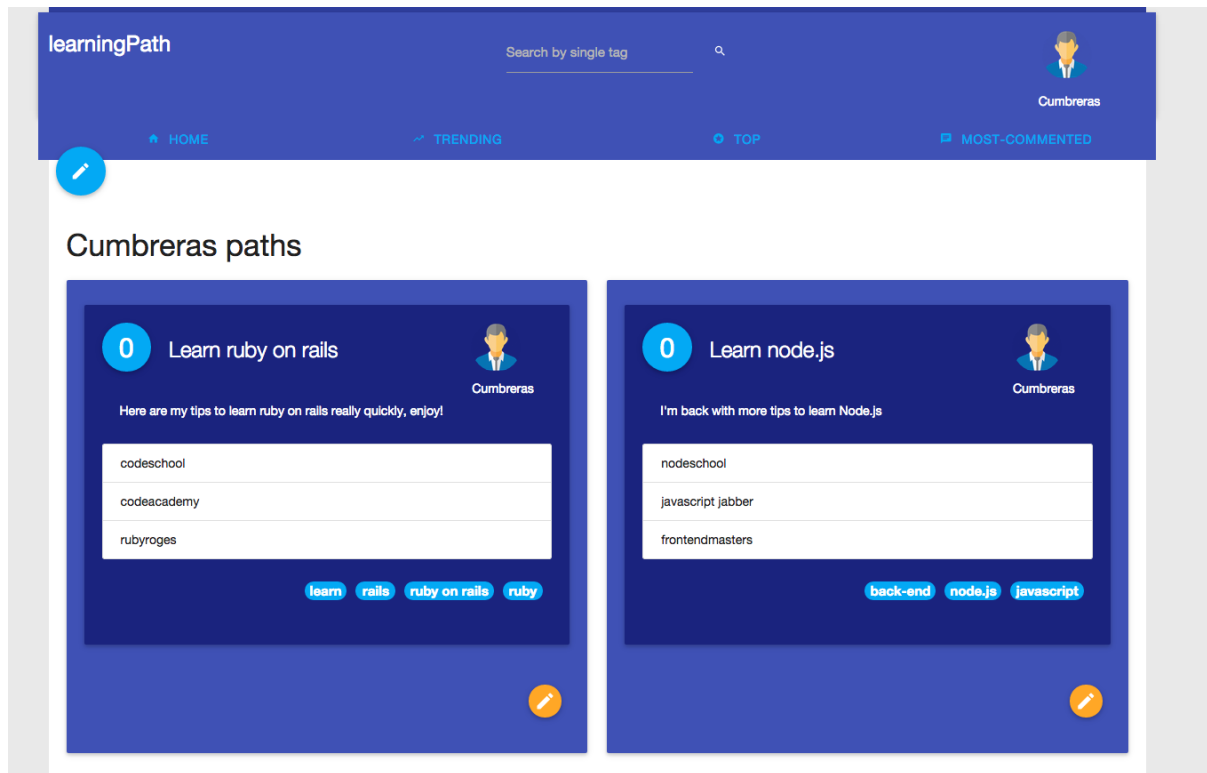 learningPath
Search by single tag
Cumbreras
HOME TRENDING TOP MOST-COMMENTED
Cumbreras paths
0 Learn ruby on rails
Cumbreras
Here are my tips to learn ruby on rails really quickly, enjoy!
codeschool
codeacademy
rubyroges
learn rails ruby on rails ruby
0 Learn node.js
Cumbreras
I'm back with more tips to learn Node.js
nodeschool
javascript jabber
frontendmasters
back-end node.js javascript